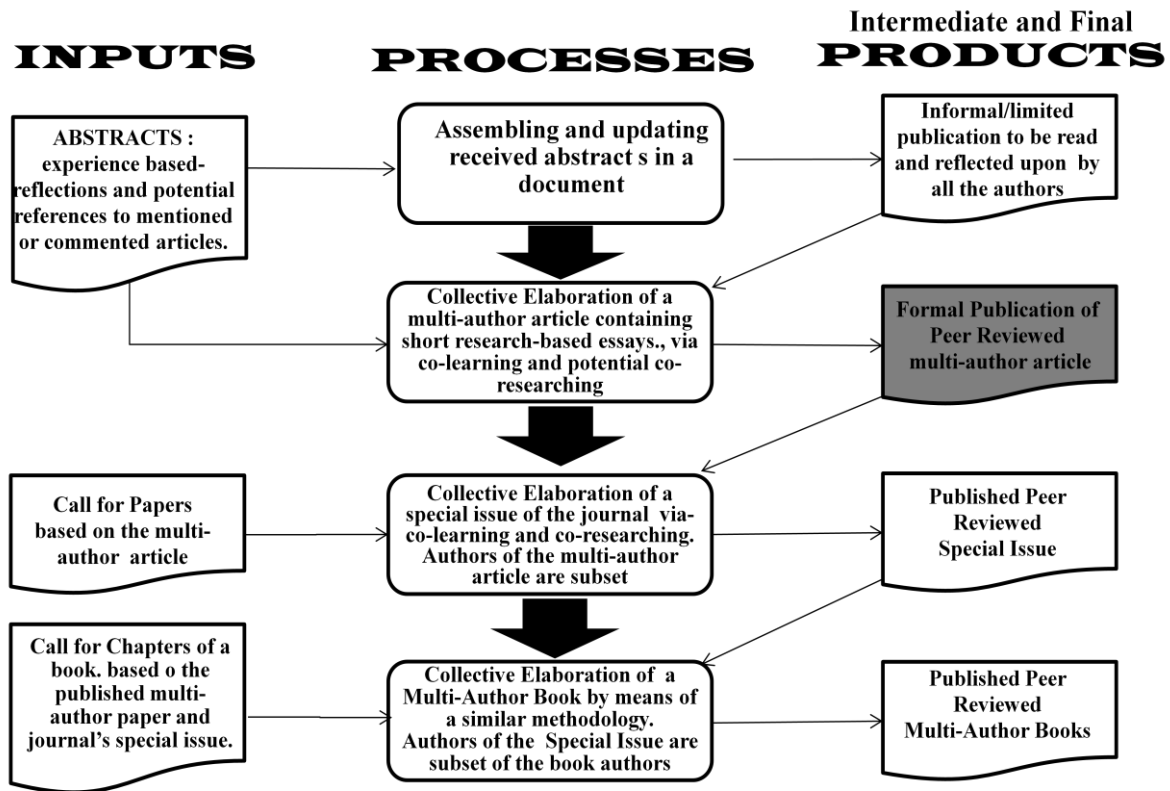 INPUTS
PROCESSES
Intermediate and Final
PRODUCTS
ABSTRACTS :
experience based-
reflections and potential
references to mentioned
or commented articles.
Assembling and updating
received abstract s in a
document
Informal/limited
publication to be read
and reflected upon by
all the authors
Collective Elaboration of a
multi-author article containing
short research-based essays., via
co-learning and potential co-
researching
Formal Publication of
Peer Reviewed
multi-author article
Call for Papers
based on the multi-
author article
Collective Elaboration of a
special issue of the journal via-
co-learning and co-researching.
Authors of the multi-author
article are subset
Published Peer
Reviewed
Special Issue
Call for Chapters of a
book. based o the
published multi-
author paper and
journal’s special issue.
Collective Elaboration of a
Multi-Author Book by means of
a similar methodology.
Authors of the Special Issue are
subset of the book authors
Published Peer
Reviewed
Multi-Author Books